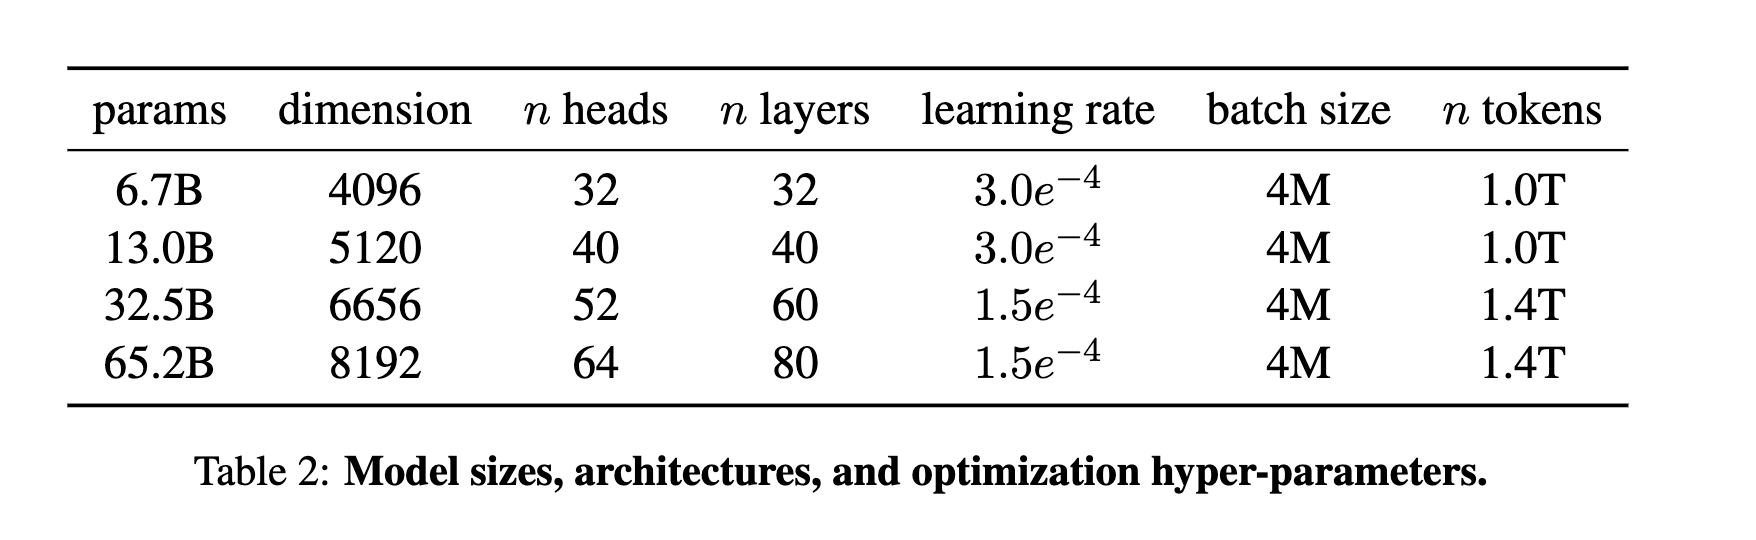 params dimension n heads n layers learning rate batch size n tokens
6.7B 4096 32 32 3.0e⁻⁴ 4M 1.0T
13.0B 5120 40 40 3.0e⁻⁴ 4M 1.0T
32.5B 6656 52 60 1.5e⁻⁴ 4M 1.4T
65.2B 8192 64 80 1.5e⁻⁴ 4M 1.4T
Table 2: Model sizes, architectures, and optimization hyper-parameters.